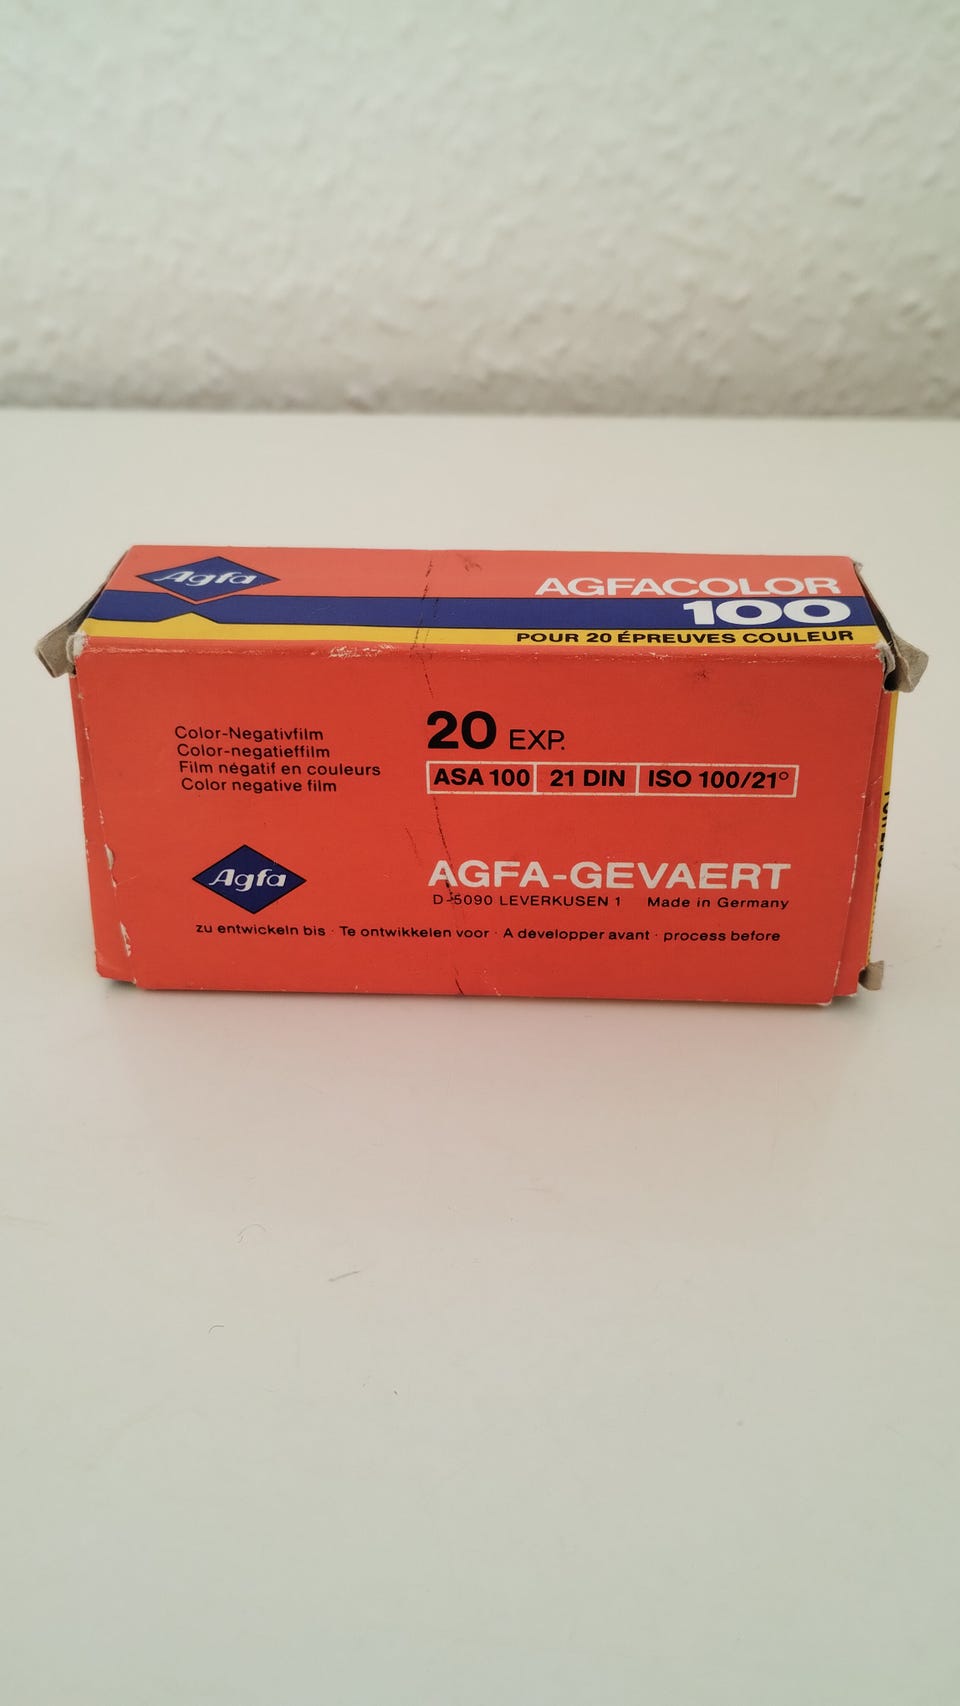 Agfa
AGFACOLOR
100
POUR 20 ÉPREUVES COULEUR
Color-Negativfilm
Color-negatieffilm
Film négatif en couleurs
Color negative film
20 EXP.
ASA 100 21 DIN ISO 100/21°
Agfa
AGFA-GEVAERT
D-5090 LEVERKUSEN 1 Made in Germany
zu entwickeln bis · Te ontwikkelen voor · A développer avant · process before